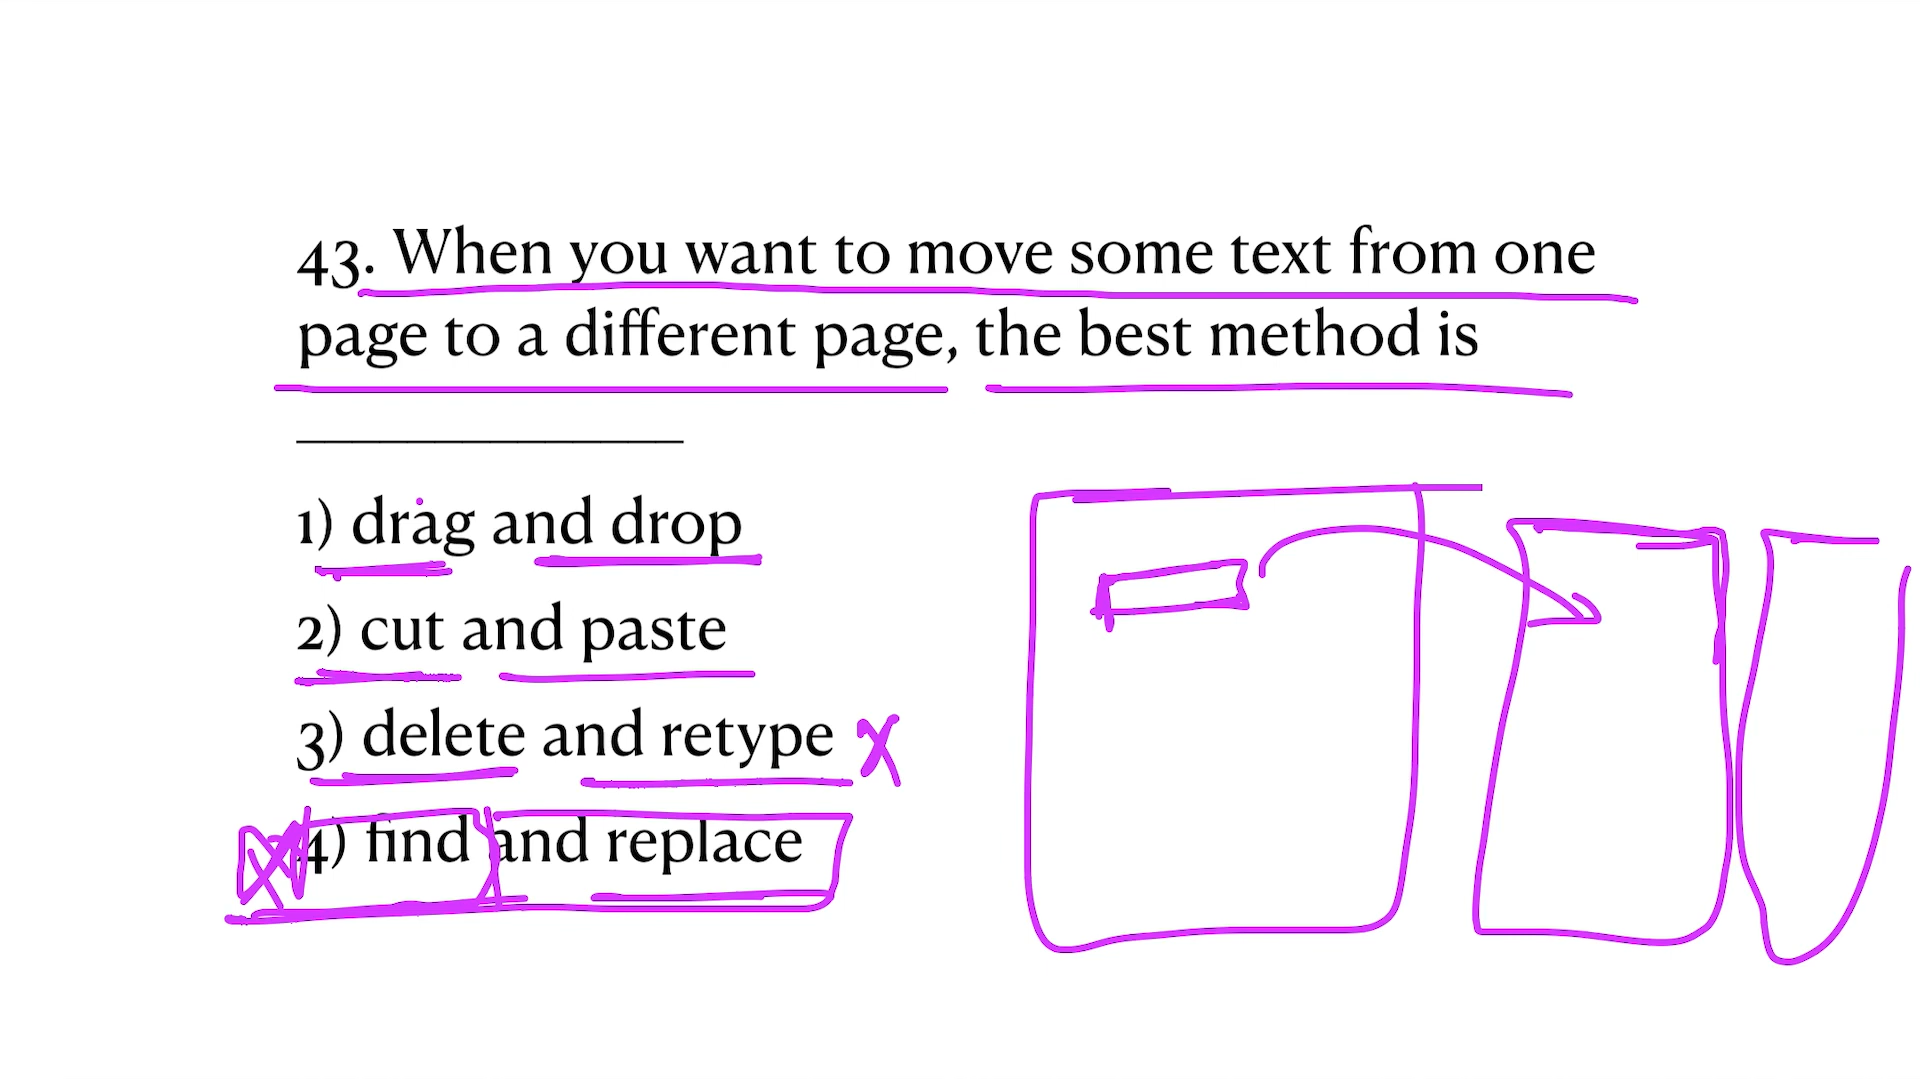 43. When you want to move some text from one
page to a different page, the best method is
_______________
1) drag and drop
2) cut and paste
3) delete and retype X
4) find and replace